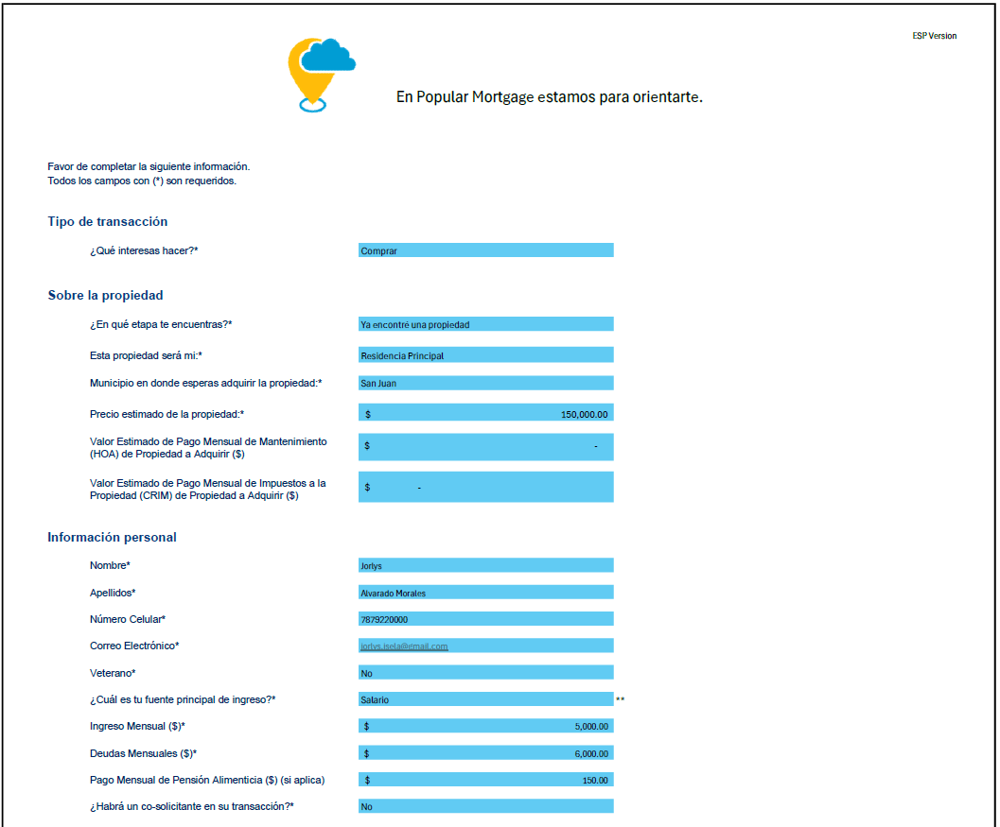 ESP Version
En Popular Mortgage estamos para orientarte.
Favor de completar la siguiente información.
Todos los campos con (*) son requeridos.
Tipo de transacción
¿Qué interesas hacer?* Comprar
Sobre la propiedad
¿En qué etapa te encuentras?* Ya encontré una propiedad
Esta propiedad será mi:* Residencia Principal
Municipio en donde esperas adquirir la propiedad:* San Juan
Precio estimado de la propiedad:* $ 150,000.00
Valor Estimado de Pago Mensual de Mantenimiento
(HOA) de Propiedad a Adquirir ($) $ -
Valor Estimado de Pago Mensual de Impuestos a la
Propiedad (CRIM) de Propiedad a Adquirir ($) $ -
Información personal
Nombre* Jorlys
Apellidos* Alvarado Morales
Número Celular* 7879220000
Correo Electrónico* jorlys.isela@email.com
Veterano* No
¿Cuál es tu fuente principal de ingreso?* Salario **
Ingreso Mensual ($)* $ 5,000.00
Deudas Mensuales ($)* $ 6,000.00
Pago Mensual de Pensión Alimenticia ($) (si aplica) $ 150.00
¿Habrá un co-solicitante en su transacción?* No